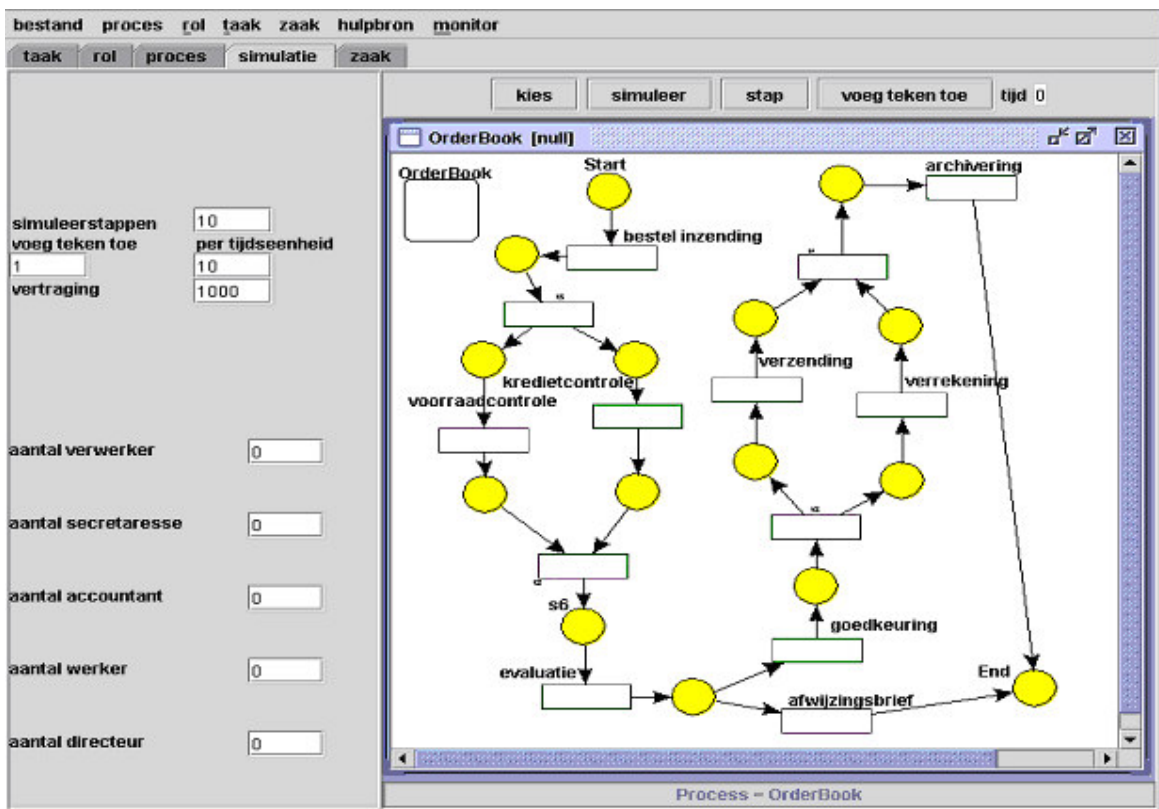 bestand proces rol taak zaak hulpbron monitor
taak rol proces simulatie zaak
kies simuleer stap voeg teken toe tijd 0
OrderBook [null]
OrderBook
Start
archivering
bestel inzending
simuleerstappen 10
voeg teken toe per tijdseenheid
1 10
vertraging 1000
kredietcontrole
voorraadcontrole
verzending
verrekening
aantal verwerker 0
aantal secretaresse 0
aantal accountant 0
s6
goedkeuring
evaluatie
End
afwijzingsbrief
aantal werker 0
aantal directeur 0
Process - OrderBook